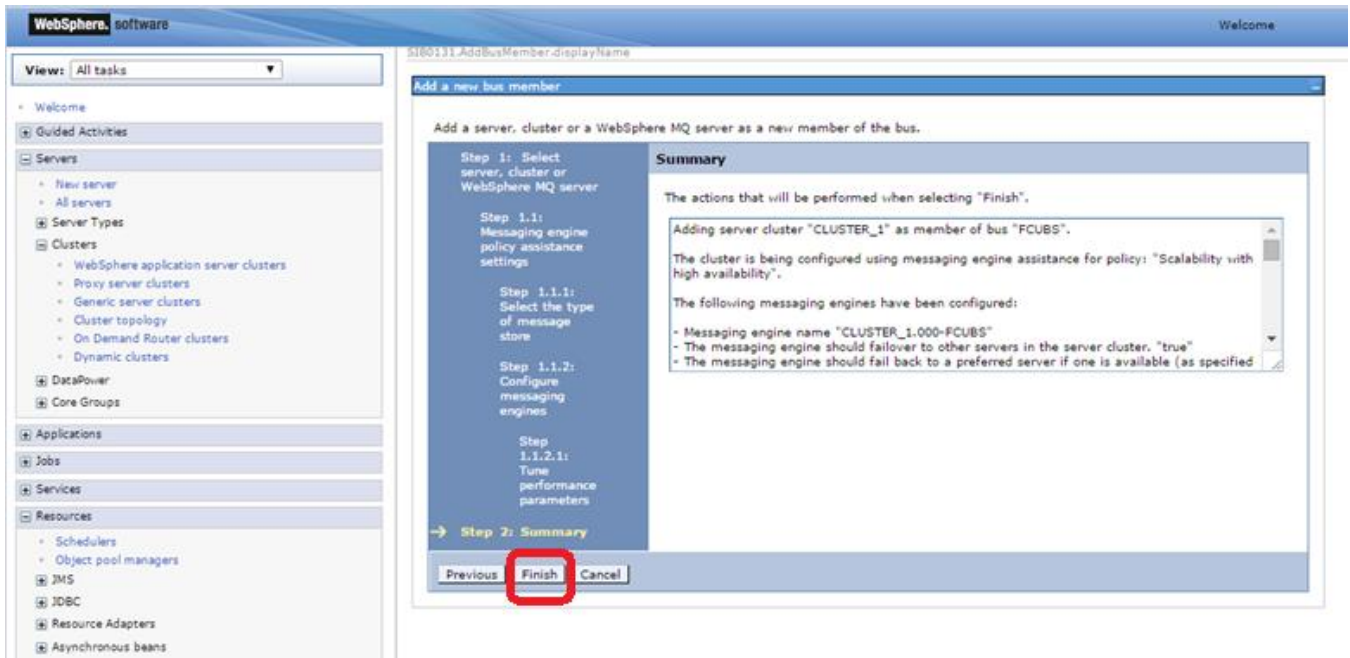 WebSphere. software
Welcome
View: All tasks
Welcome
Guided Activities
Servers
New server
All servers
Server Types
Clusters
WebSphere application server clusters
Proxy server clusters
Generic server clusters
Cluster topology
On Demand Router clusters
Dynamic clusters
DataPower
Core Groups
Applications
Jobs
Services
Resources
Schedulers
Object pool managers
JMS
JDBC
Resource Adapters
Asynchronous beans
SIB0131.AddBusMember.displayName
Add a new bus member
Add a server, cluster or a WebSphere MQ server as a new member of the bus.
Step 1: Select
server, cluster or
WebSphere MQ server
Step 1.1:
Messaging engine
policy assistance
settings
Step 1.1.1:
Select the type
of message
store
Step 1.1.2:
Configure
messaging
engines
Step
1.1.2.1:
Tune
performance
parameters
Step 2: Summary
Summary
The actions that will be performed when selecting "Finish".
Adding server cluster "CLUSTER_1" as member of bus "FCUBS".
The cluster is being configured using messaging engine assistance for policy: "Scalability with
high availability".
The following messaging engines have been configured:
- Messaging engine name "CLUSTER_1.000-FCUBS"
- The messaging engine should failover to other servers in the server cluster. "true"
- The messaging engine should fail back to a preferred server if one is available (as specified
Previous Finish Cancel